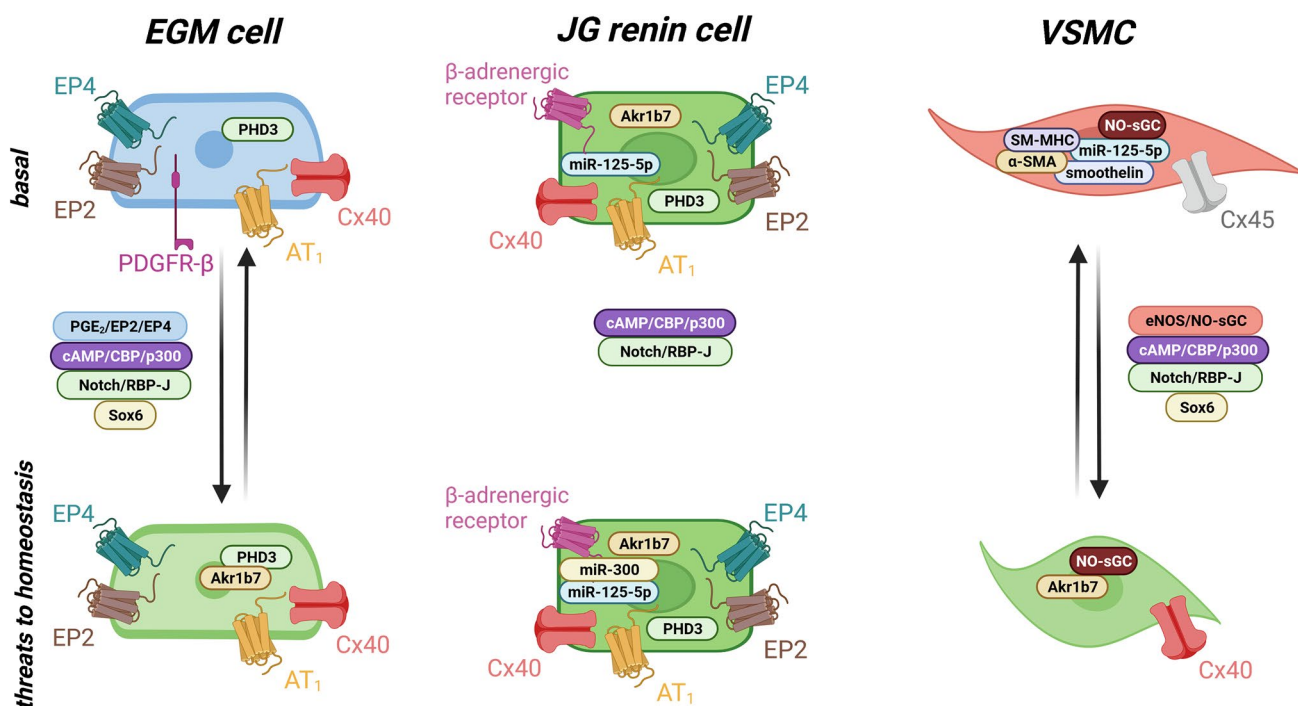 EGM cell
JG renin cell
VSMC
basal
EP4
PHD3
EP2
Cx40
PDGFR-β
AT₁
β-adrenergic
receptor
Akr1b7
EP4
miR-125-5p
PHD3
Cx40
EP2
AT₁
NO-sGC
SM-MHC
miR-125-5p
α-SMA
smoothelin
Cx45
PGE₂/EP2/EP4
cAMP/CBP/p300
Notch/RBP-J
Sox6
cAMP/CBP/p300
Notch/RBP-J
eNOS/NO-sGC
cAMP/CBP/p300
Notch/RBP-J
Sox6
threats to homeostasis
EP4
PHD3
Akr1b7
EP2
Cx40
AT₁
β-adrenergic
receptor
Akr1b7
EP4
miR-300
miR-125-5p
PHD3
Cx40
EP2
AT₁
NO-sGC
Akr1b7
Cx40